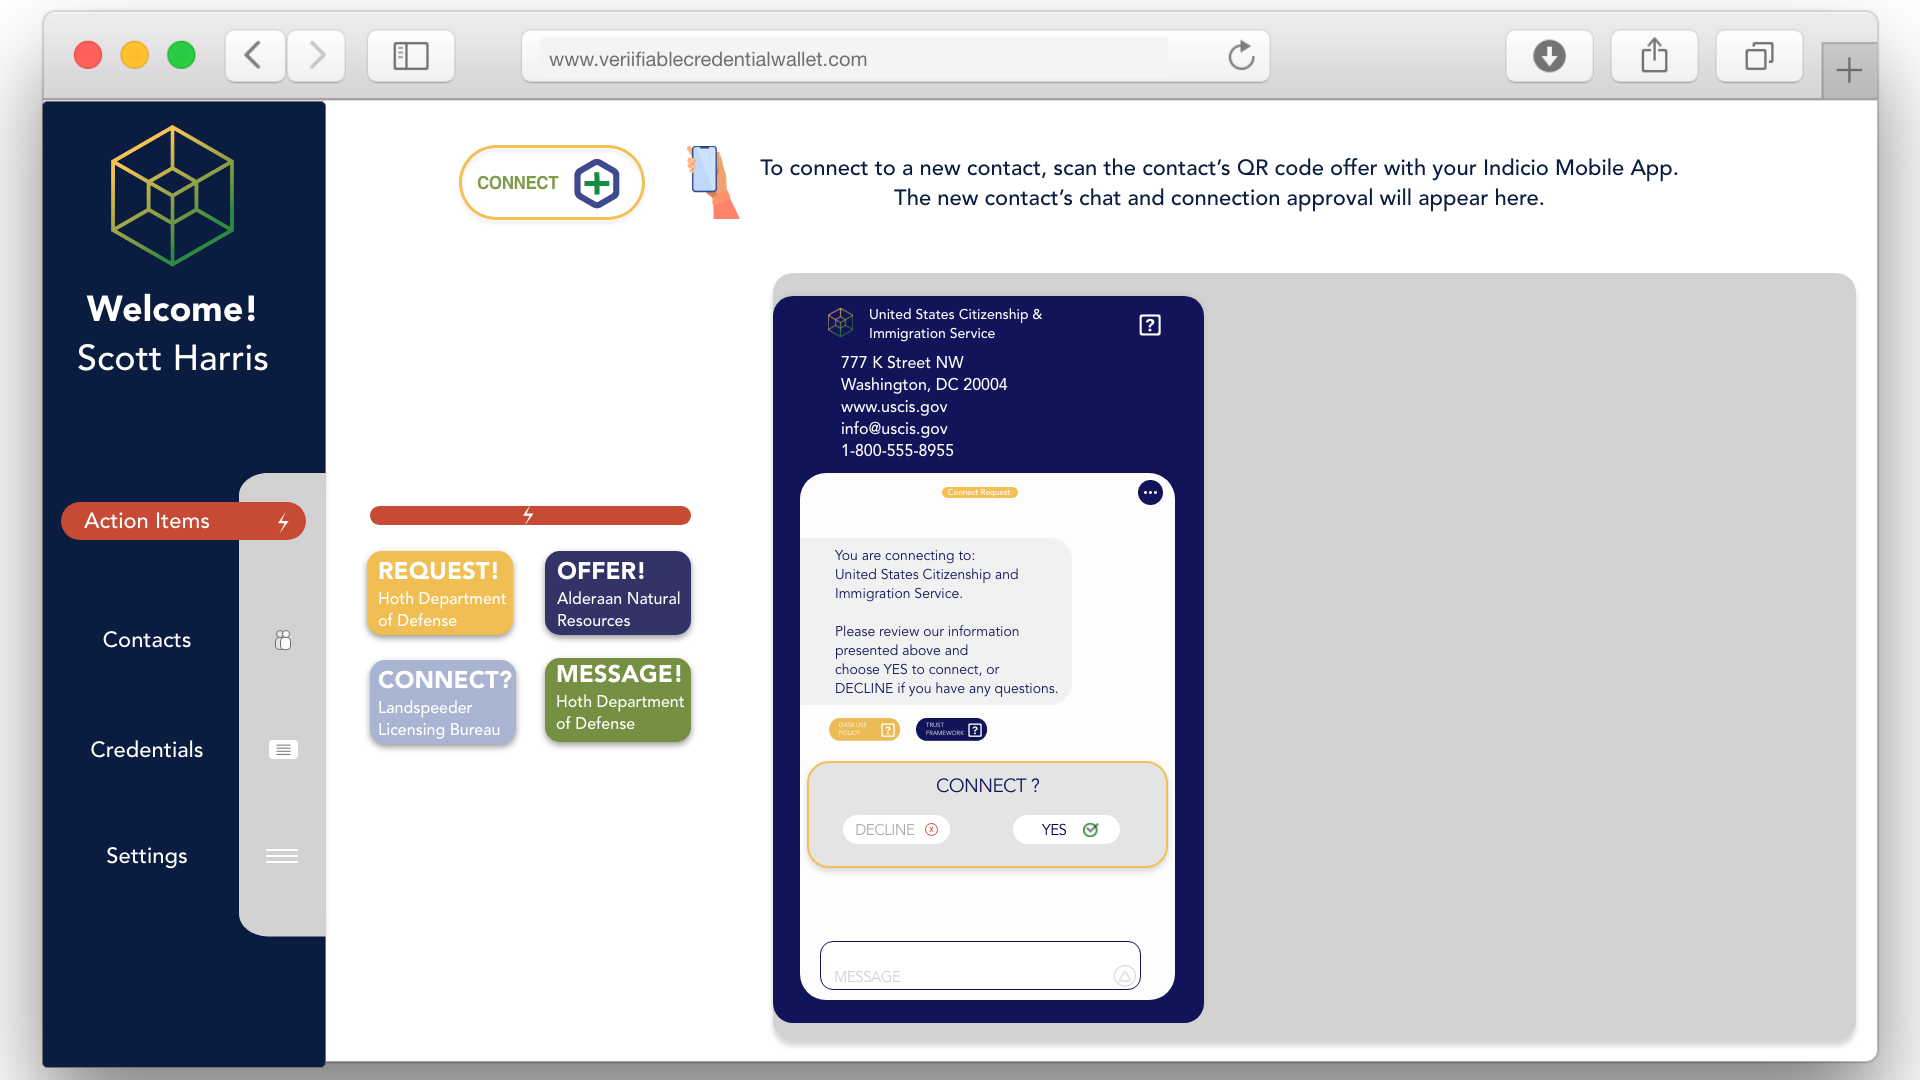 www.veriifiablecredentialwallet.com
Welcome!
Scott Harris
Action Items
Contacts
Credentials
Settings
CONNECT
To connect to a new contact, scan the contact’s QR code offer with your Indicio Mobile App.
The new contact’s chat and connection approval will appear here.
REQUEST!
Hoth Department
of Defense
OFFER!
Alderaan Natural
Resources
CONNECT?
Landspeeder
Licensing Bureau
MESSAGE!
Hoth Department
of Defense
United States Citizenship &
Immigration Service
?
777 K Street NW
Washington, DC 20004
www.uscis.gov
info@uscis.gov
1-800-555-8955
Connect Request
You are connecting to:
United States Citizenship and
Immigration Service.
Please review our information
presented above and
choose YES to connect, or
DECLINE if you have any questions.
DATA USE
POLICY ?
TRUST
FRAMEWORK ?
CONNECT ?
DECLINE x
YES
MESSAGE